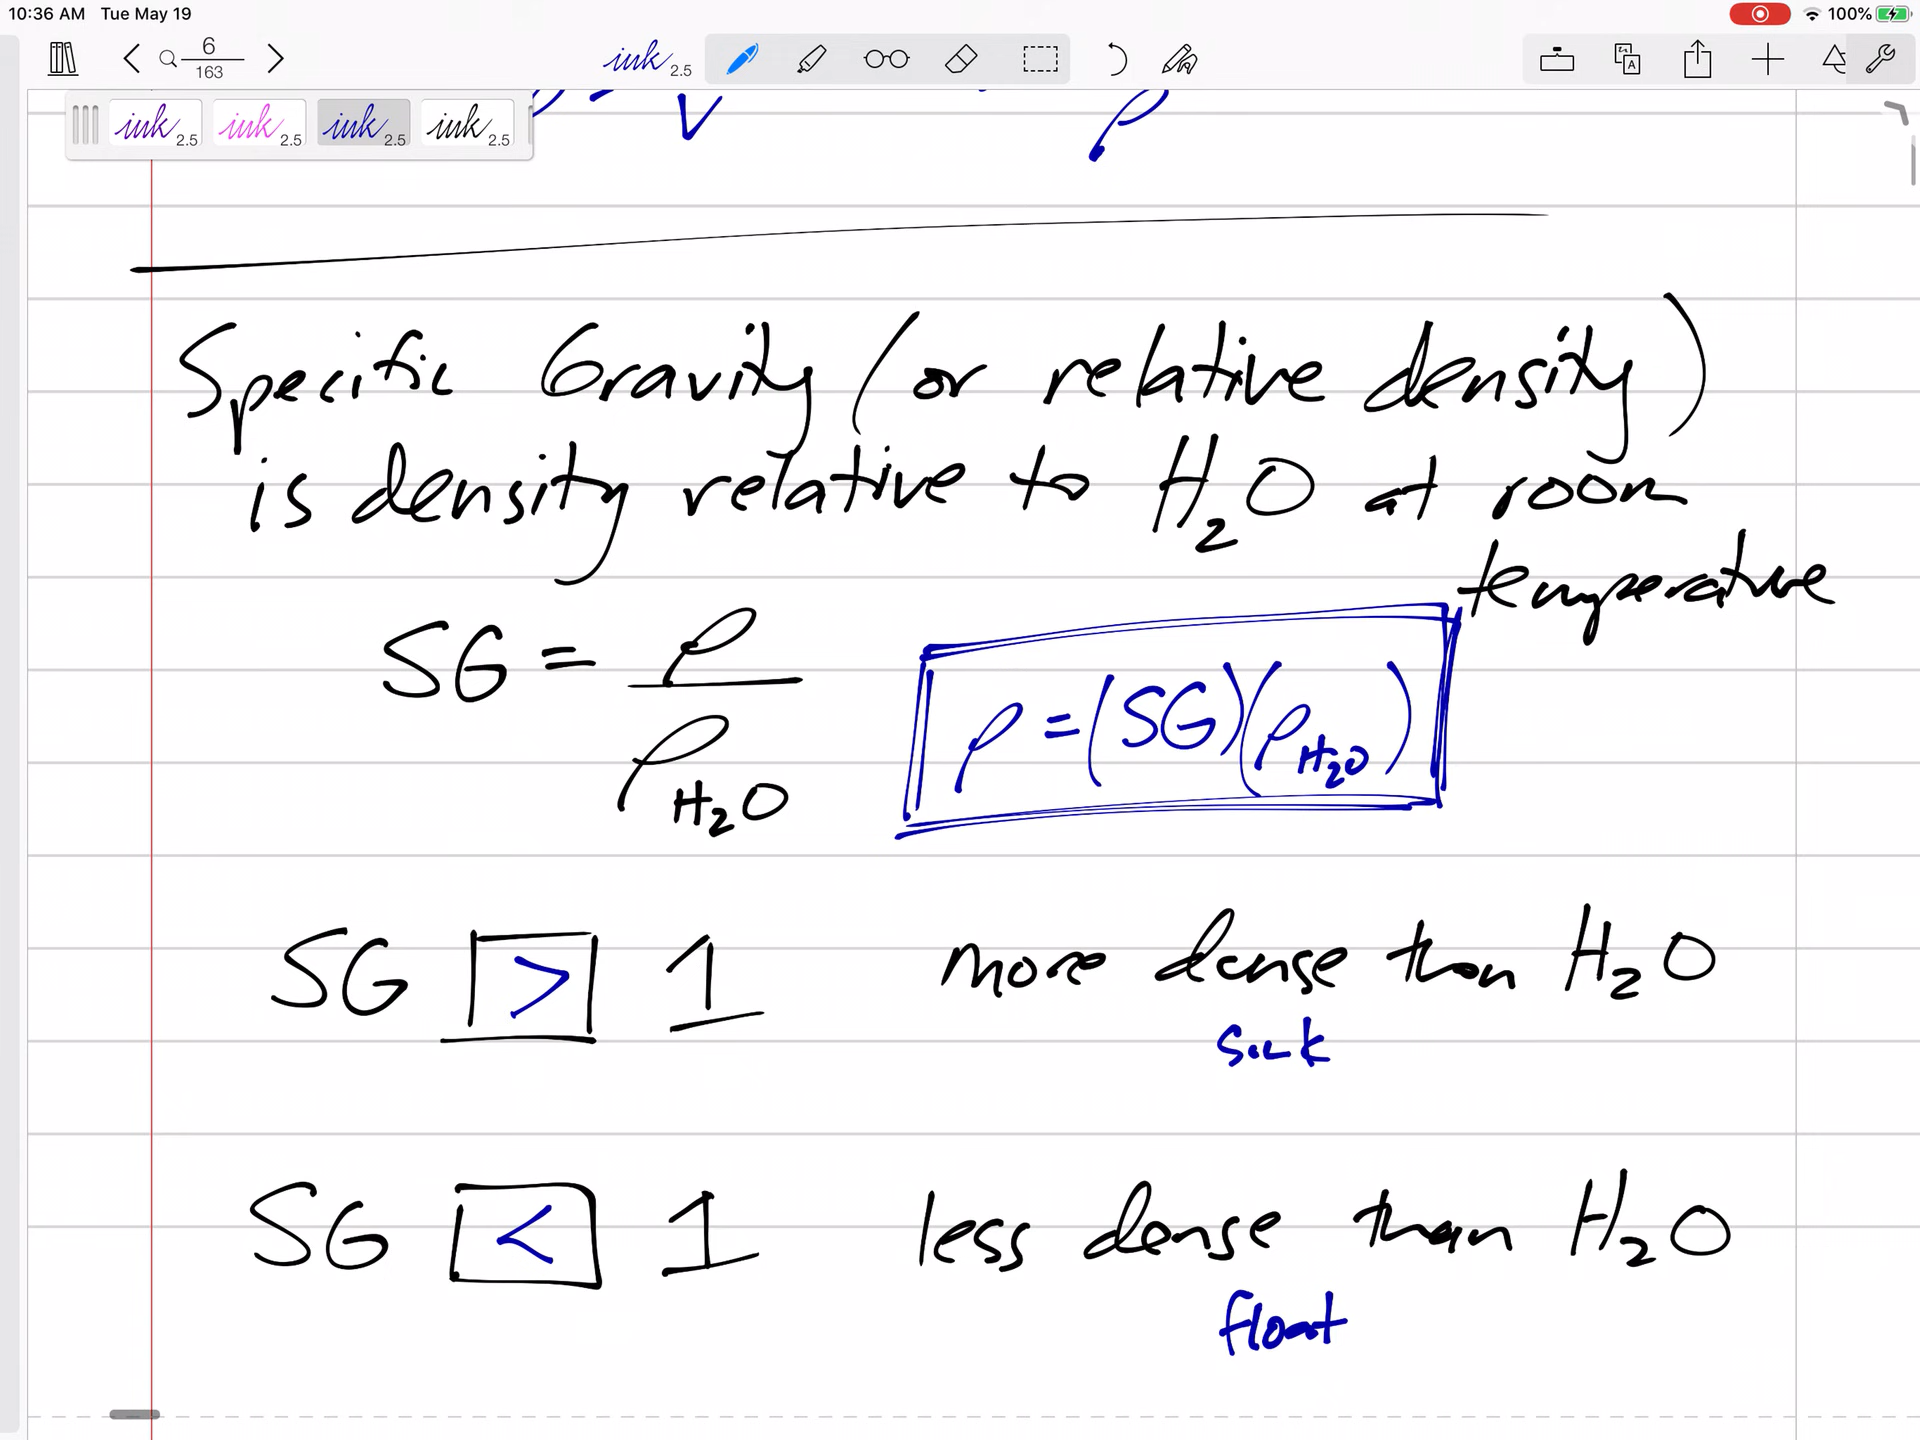 10:36 AM Tue May 19
100%
6
163
ink 2.5
ink 2.5 ink 2.5 ink 2.5 ink 2.5
V ρ
Specific Gravity (or relative density)
is density relative to H₂O at room
temperature
SG = ρ / ρ H₂O
ρ = (SG)(ρ H₂O)
SG > 1 more dense than H₂O
sink
SG < 1 less dense than H₂O
float